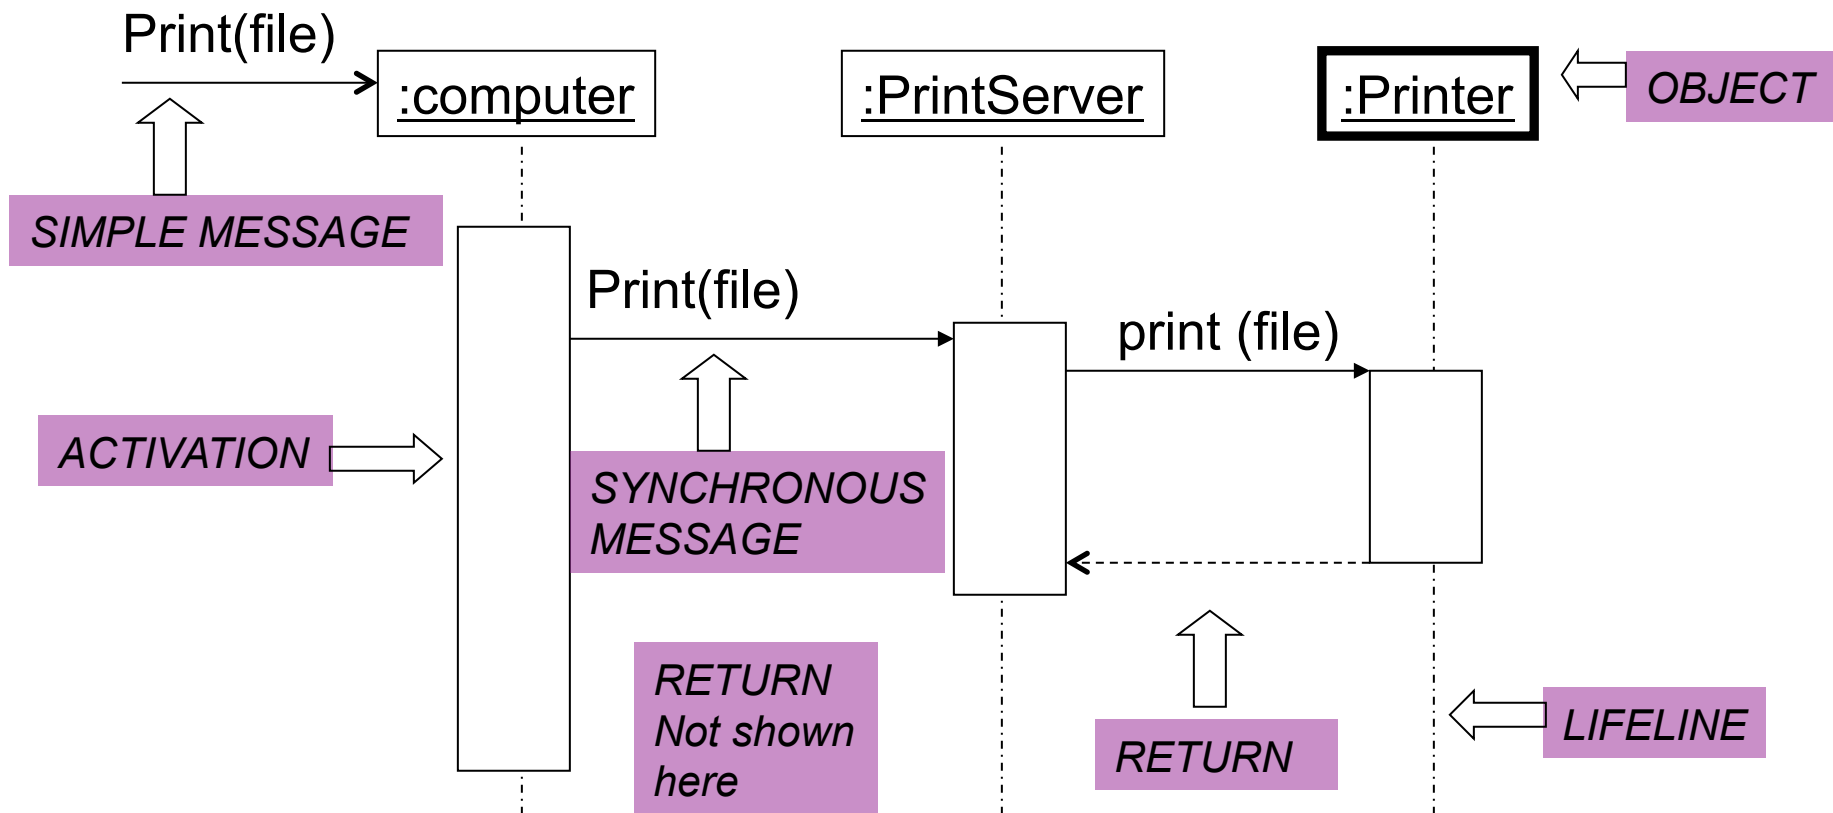 Print(file)
:computer
:PrintServer
:Printer
OBJECT
SIMPLE MESSAGE
Print(file)
print (file)
ACTIVATION
SYNCHRONOUS
MESSAGE
RETURN
Not shown
here
RETURN
LIFELINE